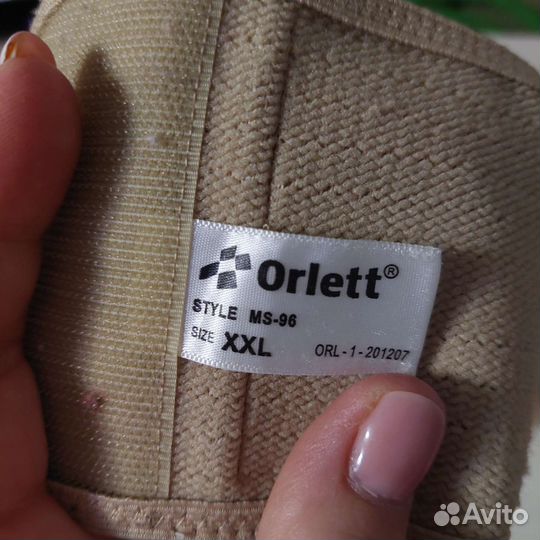 Orlett®
STYLE MS-96
SIZE XXL
ORL - 1 - 201207
Avito